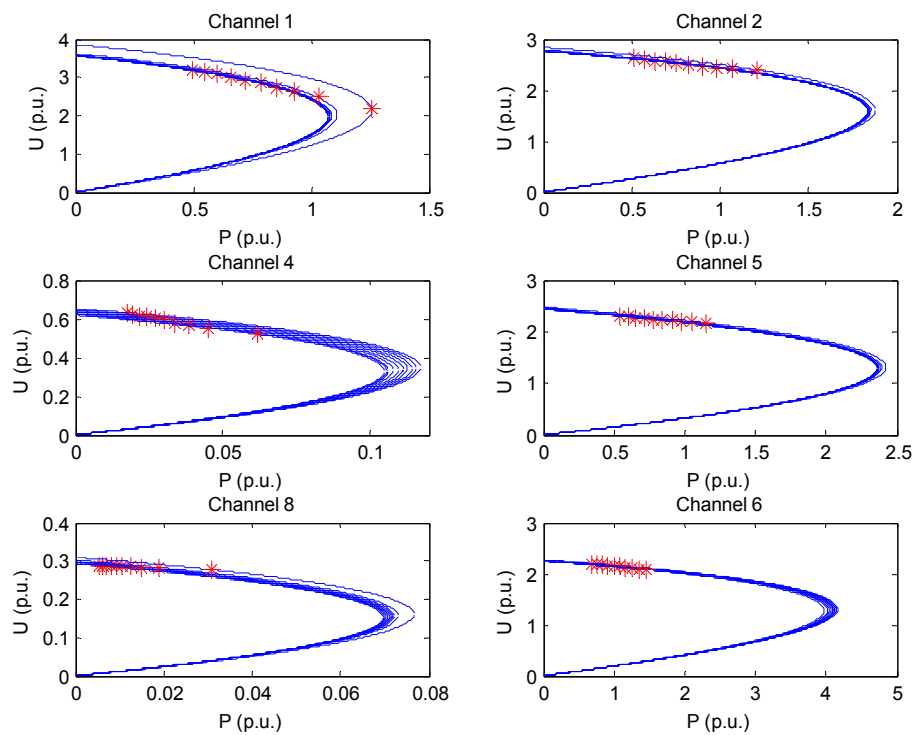 Channel 1
U (p.u.)
4
3
2
1
0
0 0.5 1 1.5
P (p.u.)
Channel 2
U (p.u.)
3
2
1
0
0 0.5 1 1.5 2
P (p.u.)
Channel 4
U (p.u.)
0.8
0.6
0.4
0.2
0
0 0.05 0.1
P (p.u.)
Channel 5
U (p.u.)
3
2
1
0
0 0.5 1 1.5 2 2.5
P (p.u.)
Channel 8
U (p.u.)
0.4
0.3
0.2
0.1
0
0 0.02 0.04 0.06 0.08
P (p.u.)
Channel 6
U (p.u.)
3
2
1
0
0 1 2 3 4 5
P (p.u.)